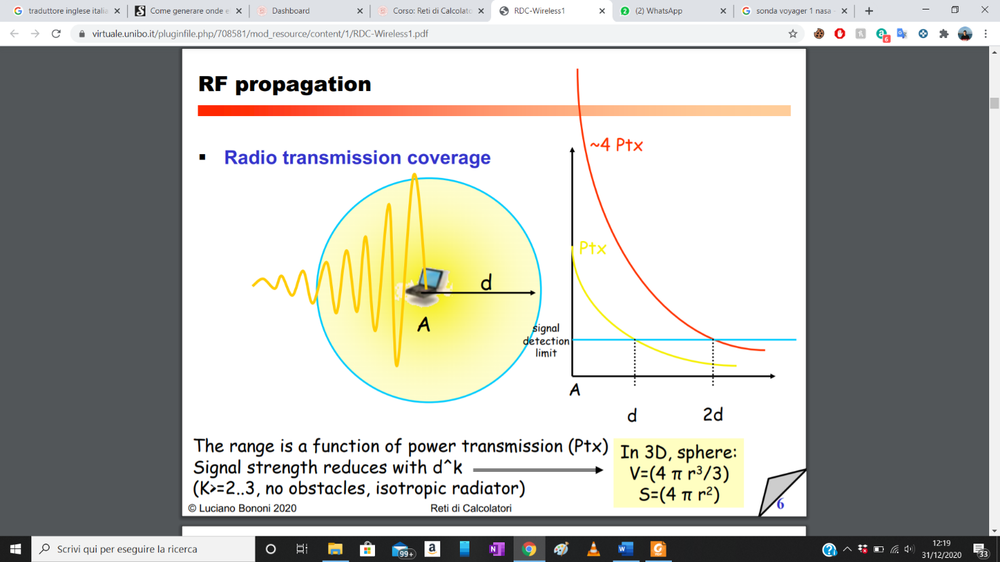 traduttore inglese italia
Come generare onde e
Dashboard
Corso: Reti di Calcolato
RDC-Wireless1
(2) WhatsApp
sonda voyager 1 nasa -
virtuale.unibo.it/pluginfile.php/708581/mod_resource/content/1/RDC-Wireless1.pdf
6
RF propagation
▪ Radio transmission coverage
~4 Ptx
Ptx
d
A
signal
detection
limit
A
d
2d
The range is a function of power transmission (Ptx)
Signal strength reduces with d^k
(K>=2..3, no obstacles, isotropic radiator)
In 3D, sphere:
V=(4 π r³/3)
S=(4 π r²)
© Luciano Bononi 2020
Reti di Calcolatori
6
Scrivi qui per eseguire la ricerca
99+
12:19
31/12/2020
33